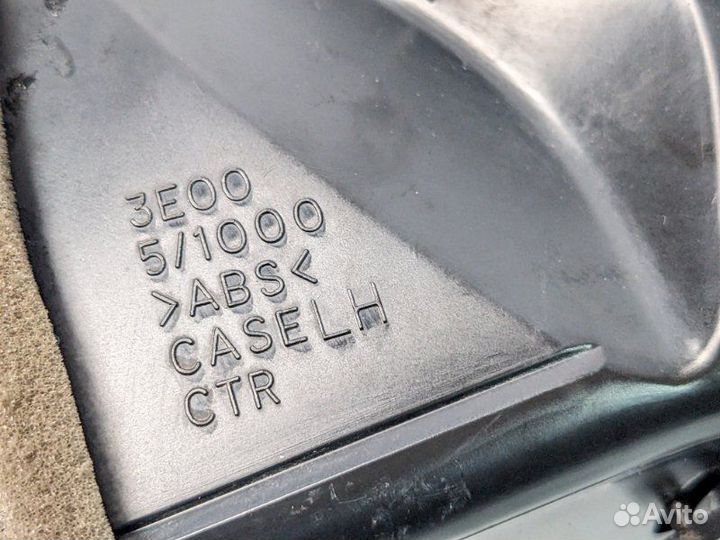 3E00
5/1000
>ABS<
CASELH
CTR
Avito